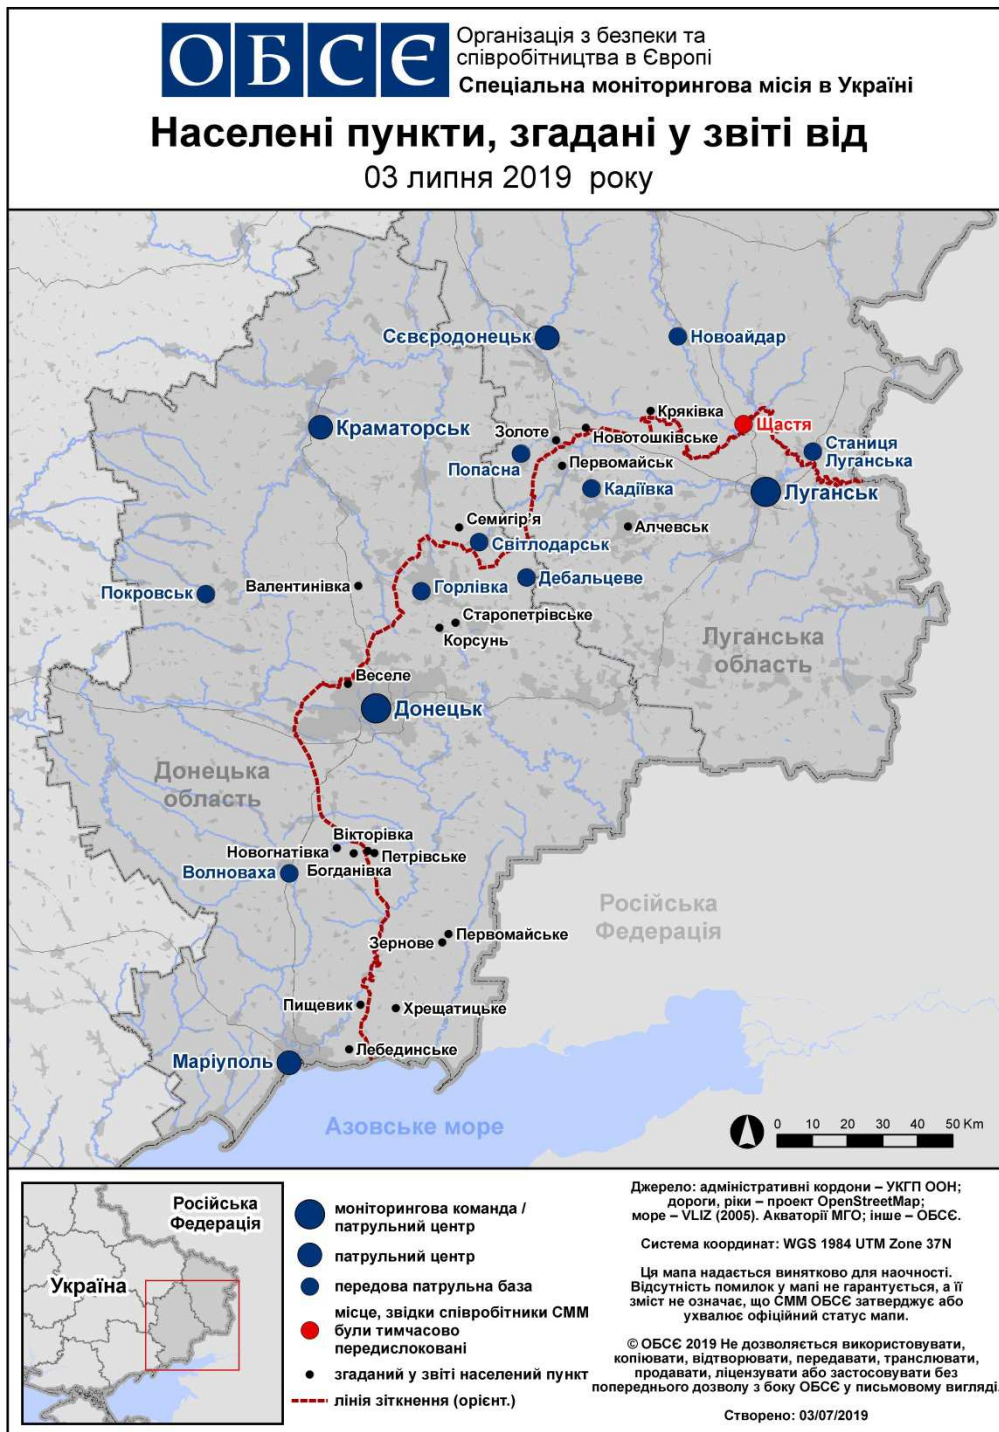 ОБСЄ
Організація з безпеки та
співробітництва в Європі
Спеціальна моніторингова місія в Україні
Населені пункти, згадані у звіті від
03 липня 2019 року
Сєвєродонецьк
Новоайдар
Кряківка
Щастя
Краматорськ
Золоте
Новотошківське
Станиця
Луганська
Попасна
Первомайськ
Кадіївка
Луганськ
Семигір'я
Алчевськ
Світлодарськ
Валентинівка
Горлівка
Дебальцеве
Покровськ
Старопетрівське
Корсунь
Луганська
область
Веселе
Донецьк
Донецька
область
Вікторівка
Новогнатівка
Петрівське
Богданівка
Волноваха
Російська
Федерація
Первомайське
Зернове
Пищевик
Хрещатицьке
Лебединське
Маріуполь
Азовське море
0 10 20 30 40 50 Km
Російська
Федерація
Україна
моніторингова команда /
патрульний центр
патрульний центр
передова патрульна база
місце, звідки співробітники СММ
були тимчасово
передислоковані
згаданий у звіті населений пункт
лінія зіткнення (орієнт.)
Джерело: адміністративні кордони – УКГП ООН;
дороги, ріки – проект OpenStreetMap;
море – VLIZ (2005). Акваторії МГО; інше – ОБСЄ.
Система координат: WGS 1984 UTM Zone 37N
Ця мапа надається винятково для наочності.
Відсутність помилок у мапі не гарантується, а її
зміст не означає, що СММ ОБСЄ затверджує або
ухвалює офіційний статус мапи.
© ОБСЄ 2019 Не дозволяється використовувати,
копіювати, відтворювати, передавати, транслювати,
продавати, ліцензувати або застосовувати без
попереднього дозволу з боку ОБСЄ у письмовому вигляді.
Створено: 03/07/2019